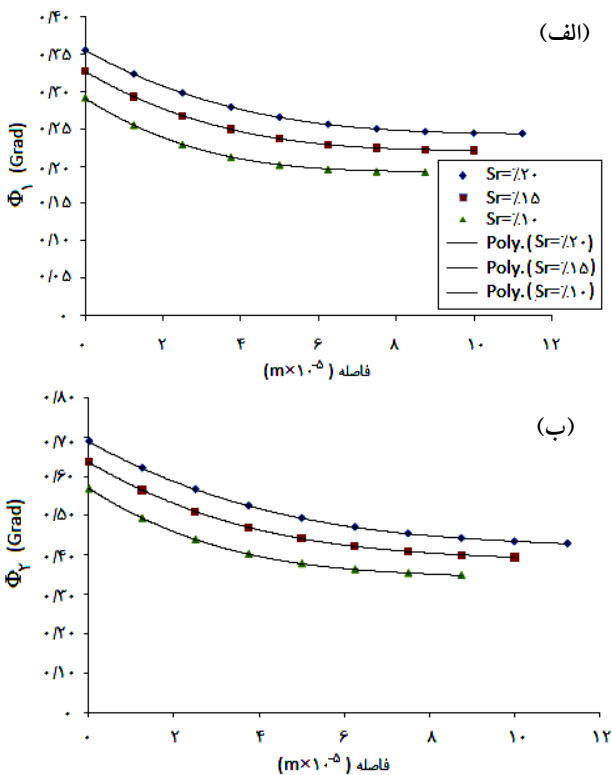 (الف)
۰/۴۰
۰/۳۵
۰/۳۰
۰/۲۵
۰/۲۰
۰/۱۵
۰/۱۰
۰/۰۵
۰
Φ۱ (Grad)
Sr=٪۲۰
Sr=٪۱۵
Sr=٪۱۰
Poly.(Sr=٪۲۰)
Poly.(Sr=٪۱۵)
Poly.(Sr=٪۱۰)
۰ ۲ ۴ ۶ ۸ ۱۰ ۱۲
فاصله (m×۱۰⁻⁵)
(ب)
۰/۸۰
۰/۷۰
۰/۶۰
۰/۵۰
۰/۴۰
۰/۳۰
۰/۲۰
۰/۱۰
۰
Φ۲ (Grad)
۰ ۲ ۴ ۶ ۸ ۱۰ ۱۲
فاصله (m×۱۰⁻⁵)